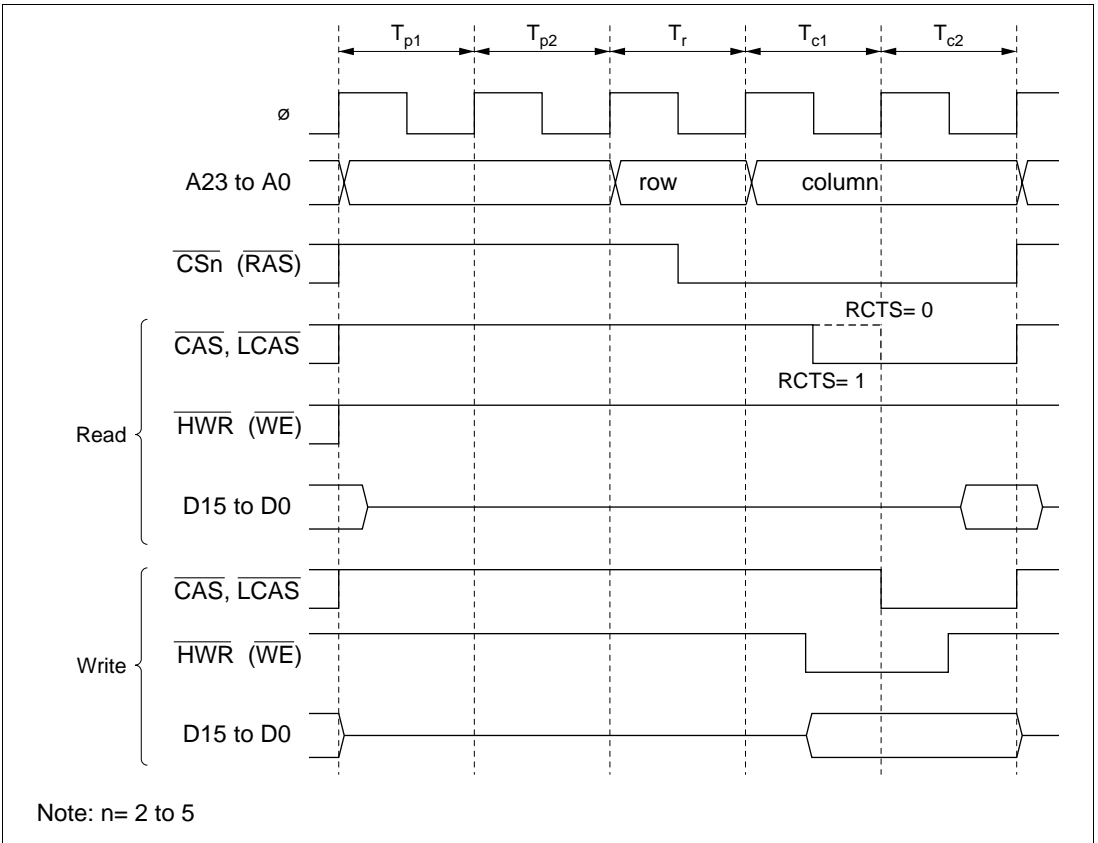 Tp1 Tp2 Tr Tc1 Tc2
ø
A23 to A0 row column
CSn (RAS)
RCTS= 0
CAS, LCAS
RCTS= 1
HWR (WE)
Read
D15 to D0
CAS, LCAS
HWR (WE)
Write
D15 to D0
Note: n= 2 to 5